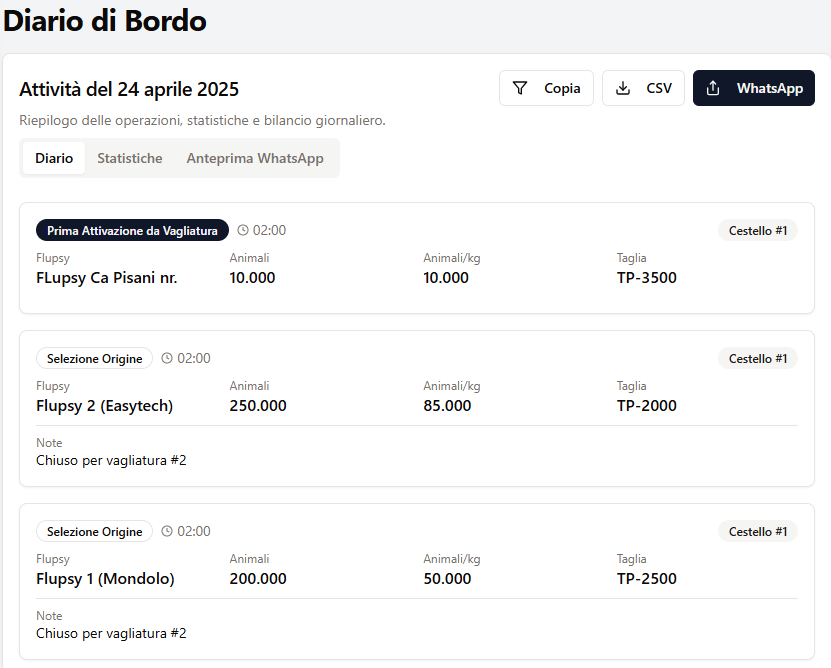 Diario di Bordo
Attività del 24 aprile 2025
Copia
CSV
WhatsApp
Riepilogo delle operazioni, statistiche e bilancio giornaliero.
Diario Statistiche Anteprima WhatsApp
Prima Attivazione da Vagliatura 02:00 Cestello #1
Flupsy Animali Animali/kg Taglia
FLupsy Ca Pisani nr. 10.000 10.000 TP-3500
Selezione Origine 02:00 Cestello #1
Flupsy Animali Animali/kg Taglia
Flupsy 2 (Easytech) 250.000 85.000 TP-2000
Note
Chiuso per vagliatura #2
Selezione Origine 02:00 Cestello #1
Flupsy Animali Animali/kg Taglia
Flupsy 1 (Mondolo) 200.000 50.000 TP-2500
Note
Chiuso per vagliatura #2